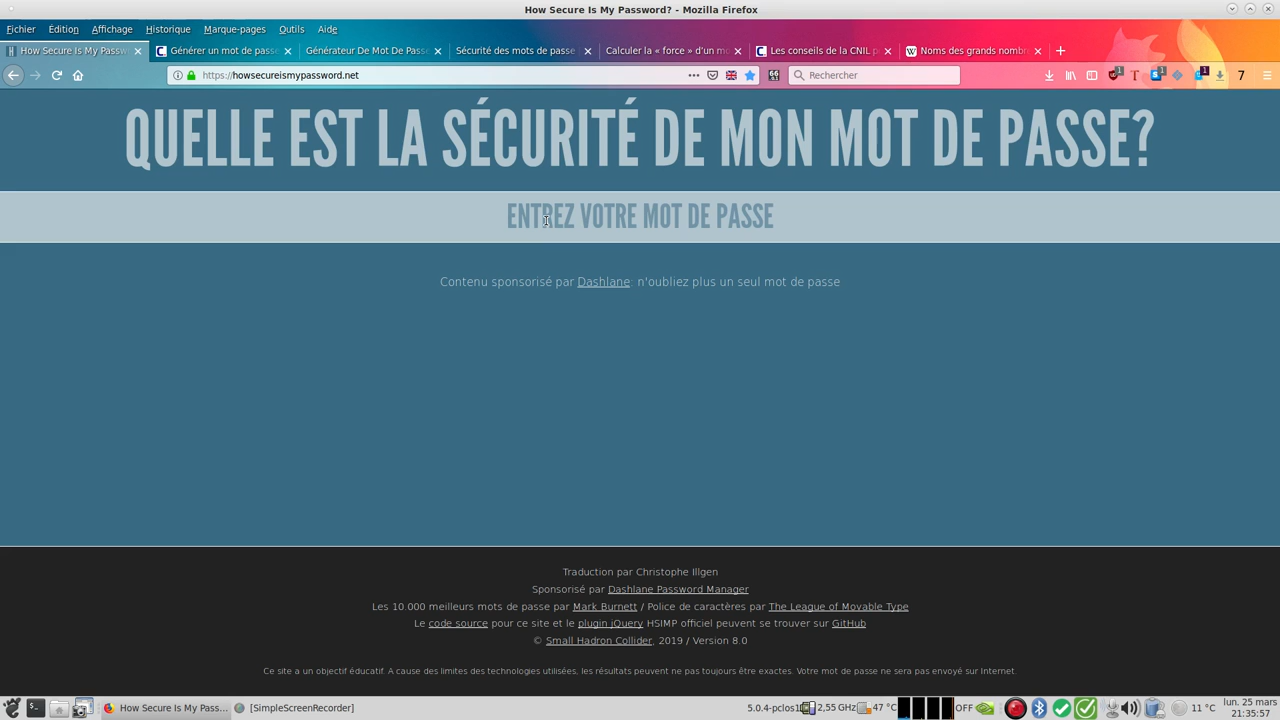 How Secure Is My Password? - Mozilla Firefox
Fichier Édition Affichage Historique Marque-pages Outils Aide
How Secure Is My Passw Générer un mot de passe Générateur De Mot De Pass Sécurité des mots de passe Calculer la « force » d'un mo Les conseils de la CNIL p Noms des grands nombr
https://howsecureismypassword.net Rechercher 7
QUELLE EST LA SÉCURITÉ DE MON MOT DE PASSE?
ENTREZ VOTRE MOT DE PASSE
Contenu sponsorisé par Dashlane: n'oubliez plus un seul mot de passe
Traduction par Christophe Illgen
Sponsorisé par Dashlane Password Manager
Les 10.000 meilleurs mots de passe par Mark Burnett / Police de caractères par The League of Movable Type
Le code source pour ce site et le plugin jQuery HSIMP officiel peuvent se trouver sur GitHub
© Small Hadron Collider, 2019 / Version 8.0
Ce site a un objectif éducatif. A cause des limites des technologies utilisées, les résultats peuvent ne pas toujours être exactes. Votre mot de passe ne sera pas envoyé sur Internet.
How Secure Is My Pass... [SimpleScreenRecorder] 5.0.4-pclos1 2,55 GHz 47 °C OFF 11 °C lun. 25 mars
21:35:57